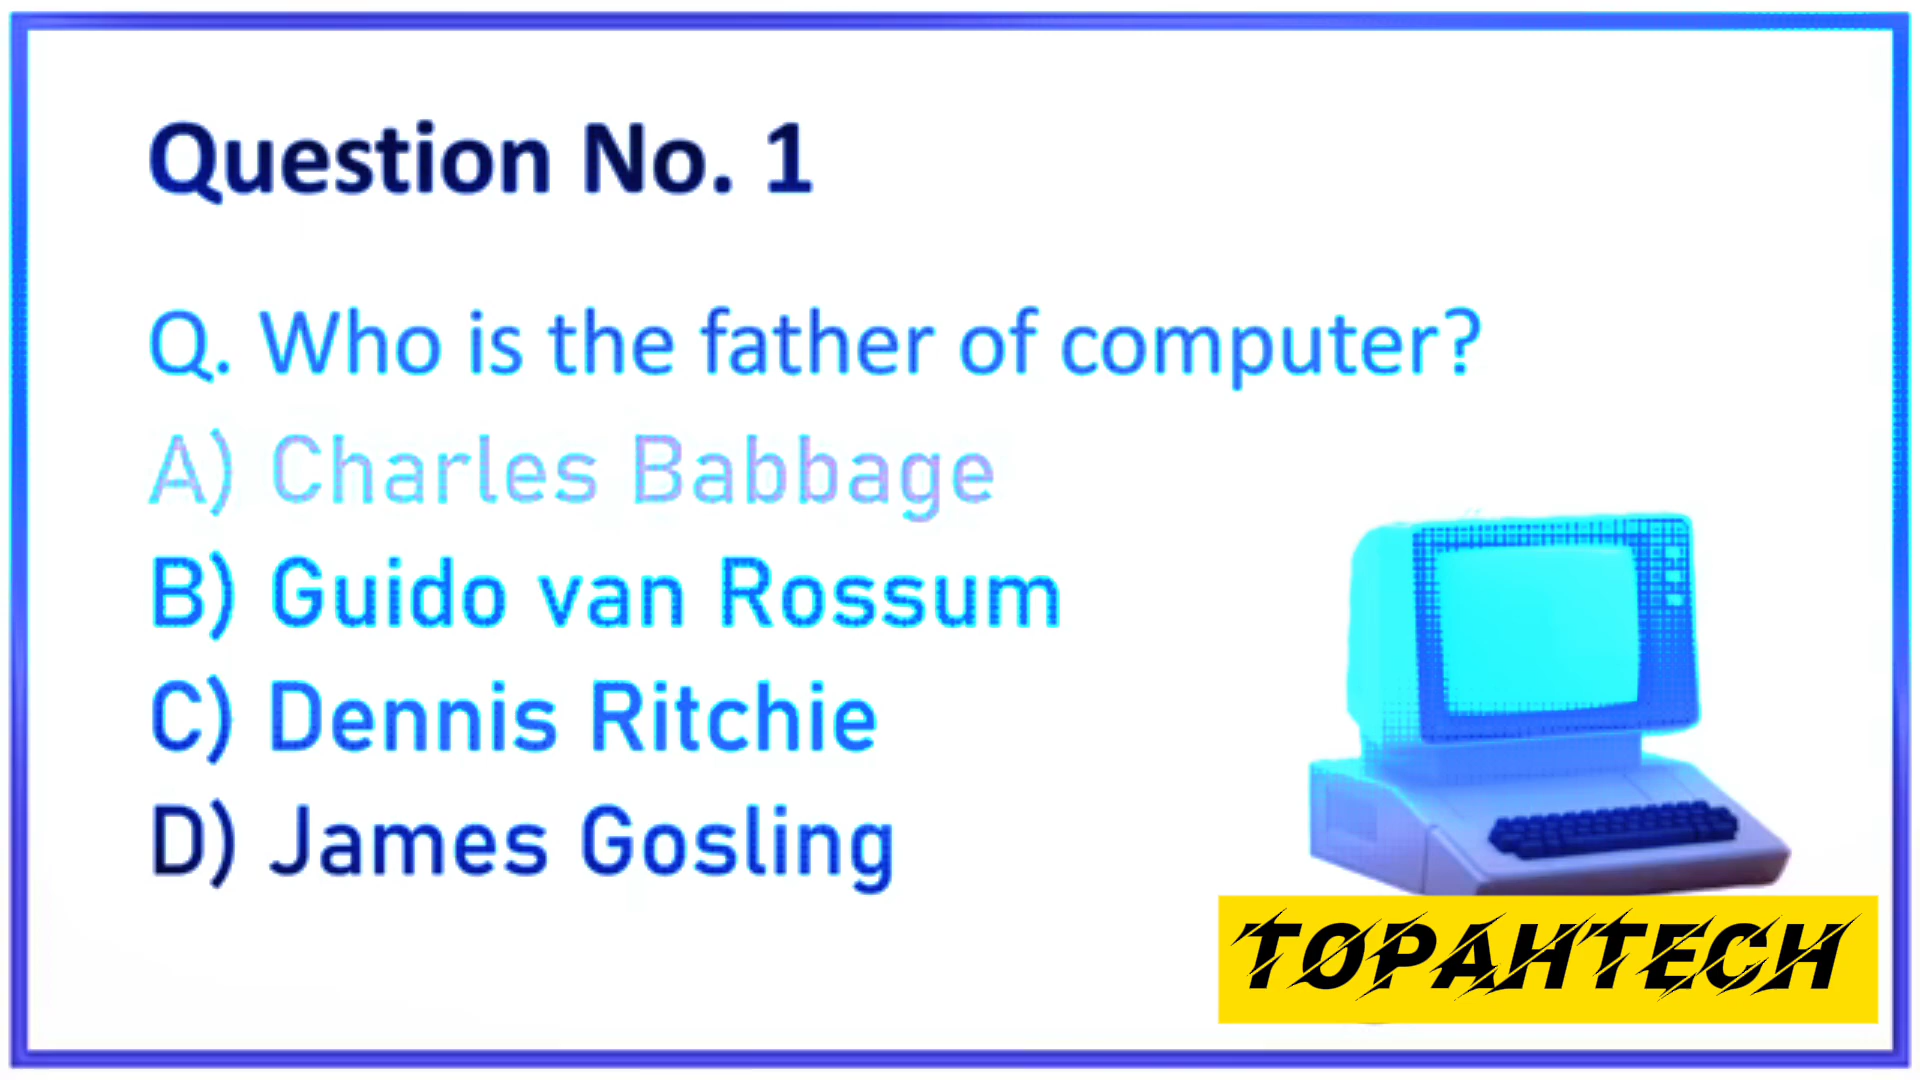 Question No. 1
Q. Who is the father of computer?
A) Charles Babbage
B) Guido van Rossum
C) Dennis Ritchie
D) James Gosling
TOPAHTECH